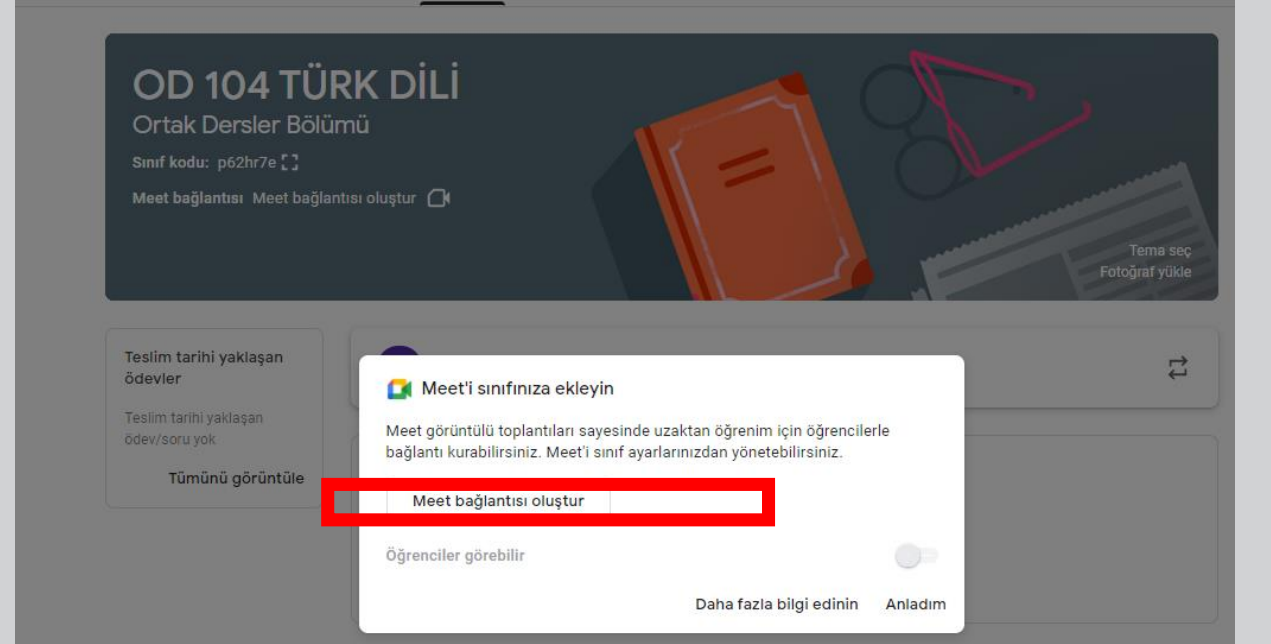 OD 104 TÜRK DİLİ
Ortak Dersler Bölümü
Sınıf kodu: p62hr7e
Meet bağlantısı Meet bağlantısı oluştur
Tema seç
Fotoğraf yükle
Teslim tarihi yaklaşan
ödevler
Teslim tarihi yaklaşan
ödev/soru yok
Tümünü görüntüle
Meet'i sınıfınıza ekleyin
Meet görüntülü toplantıları sayesinde uzaktan öğrenim için öğrencilerle
bağlantı kurabilirsiniz. Meet'i sınıf ayarlarınızdan yönetebilirsiniz.
Meet bağlantısı oluştur
Öğrenciler görebilir
Daha fazla bilgi edinin Anladım